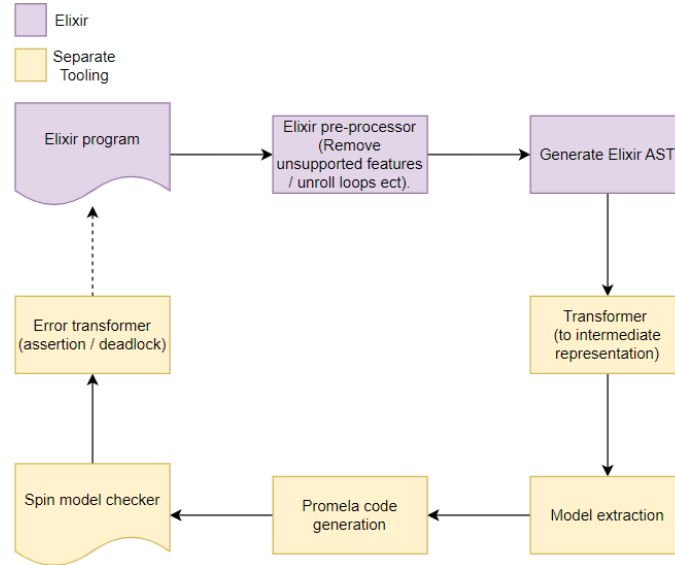 Elixir
Separate
Tooling
Elixir program
Elixir pre-processor
(Remove
unsupported features
/ unroll loops ect).
Generate Elixir AST
Error transformer
(assertion / deadlock)
Transformer
(to intermediate
representation)
Spin model checker
Promela code
generation
Model extraction